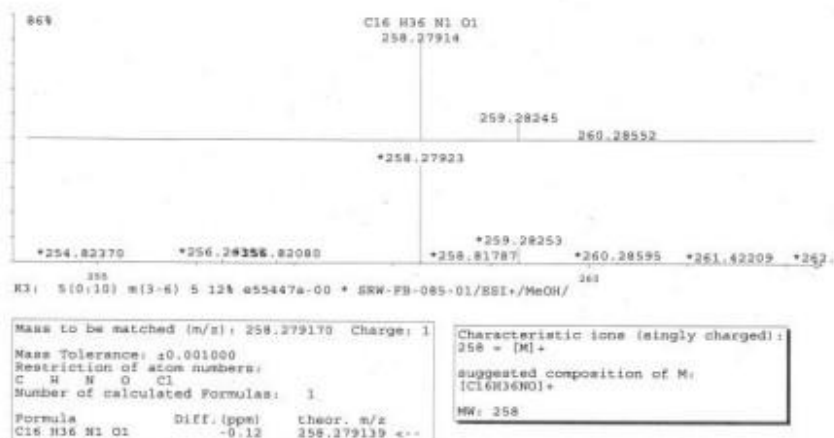 86%
C16 H36 N1 O1
258.27914
259.28245
260.28552
*258.27923
*259.28253
*254.82370 *258.81787 *260.28595 *261.42209 *262.
255 260
R3: 5(0:10) m(3-6) 5 12% e55447a-00 * SRW-FB-085-01/ESI+/MeOH/
Mass to be matched (m/z): 258.279170 Charge: 1
Mass Tolerance: ±0.001000
Restriction of atom numbers:
C H N O Cl
Number of calculated Formulas: 1
Formula Diff.(ppm) theor. m/z
C16 H36 N1 O1 -0.12 258.279139 <--
Characteristic ions (singly charged):
258 = [M]+
suggested composition of M:
[C16H36NO]+
MW: 258